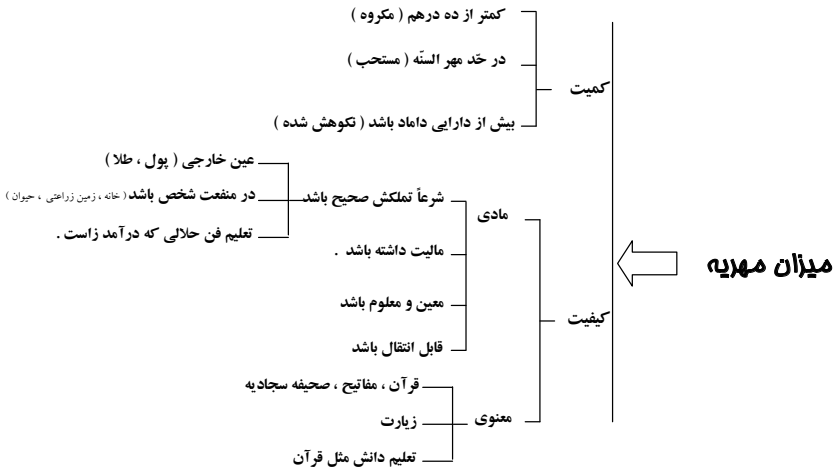 میزان مهریه
کمیت
کمتر از ده درهم ( مکروه )
در حّد مهر السنّه ( مستحب )
بیش از دارایی داماد باشد ( نکوهش شده )
کیفیت
مادی
شرعاً تملکش صحیح باشد
عین خارجی ( پول ، طلا )
در منفعت شخص باشد ( خانه ، زمین زراعتی ، حیوان )
تعلیم فن حلالی که درآمد زاست .
مالیت داشته باشد .
معین و معلوم باشد
قابل انتقال باشد
معنوی
قرآن ، مفاتیح ، صحیفه سجادیه
زیارت
تعلیم دانش مثل قرآن